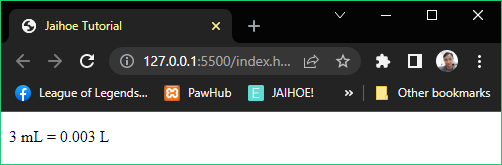 Jaihoe Tutorial
127.0.0.1:5500/index.h...
League of Legends... PawHub JAIHOE! » Other bookmarks
3 mL = 0.003 L